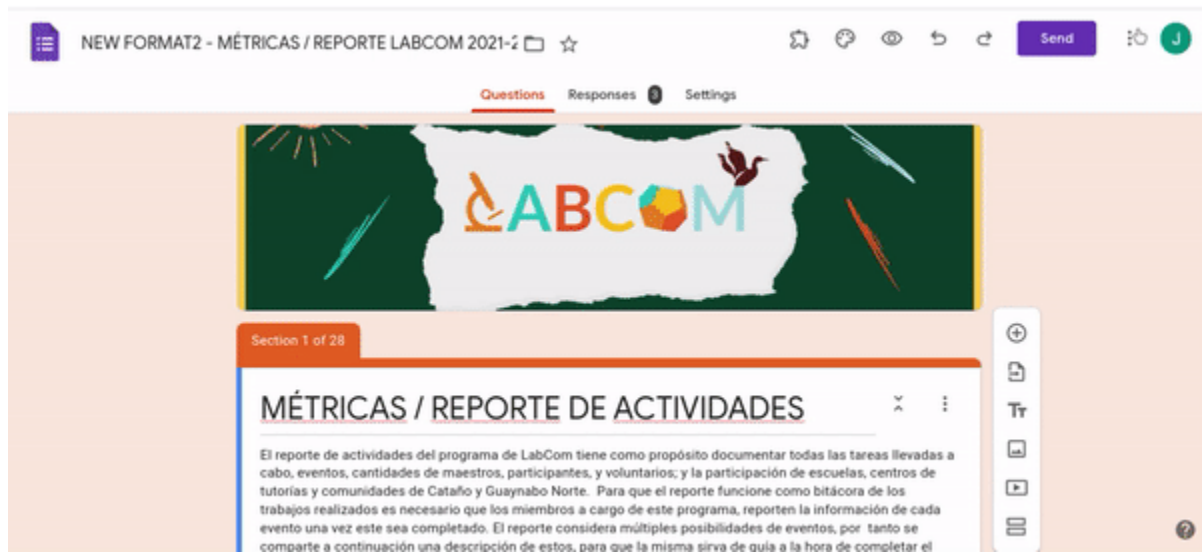 NEW FORMAT2 - MÉTRICAS / REPORTE LABCOM 2021-2
Send
J
Questions Responses 3 Settings
LABCOM
Section 1 of 28
MÉTRICAS / REPORTE DE ACTIVIDADES
El reporte de actividades del programa de LabCom tiene como propósito documentar todas las tareas llevadas a
cabo, eventos, cantidades de maestros, participantes, y voluntarios; y la participación de escuelas, centros de
tutorías y comunidades de Cataño y Guaynabo Norte. Para que el reporte funcione como bitácora de los
trabajos realizados es necesario que los miembros a cargo de este programa, reporten la información de cada
evento una vez este sea completado. El reporte considera múltiples posibilidades de eventos, por tanto se
comparte a continuación una descripción de estos, para que la misma sirva de guía a la hora de completar el
Tт